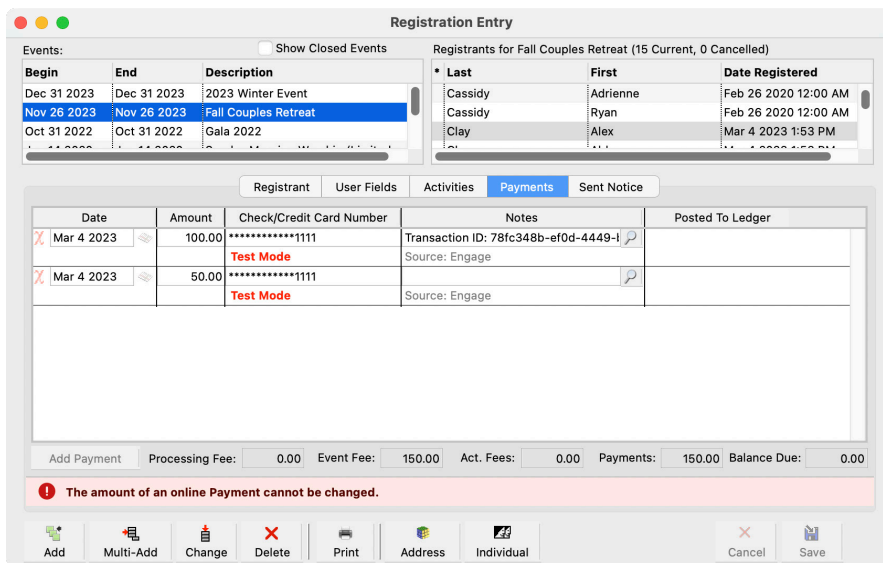 Registration Entry
Events:
Show Closed Events
Registrants for Fall Couples Retreat (15 Current, 0 Cancelled)
Begin End Description
* Last First Date Registered
Dec 31 2023 Dec 31 2023 2023 Winter Event
Cassidy Adrienne Feb 26 2020 12:00 AM
Nov 26 2023 Nov 26 2023 Fall Couples Retreat
Cassidy Ryan Feb 26 2020 12:00 AM
Oct 31 2022 Oct 31 2022 Gala 2022
Clay Alex Mar 4 2023 1:53 PM
Registrant User Fields Activities Payments Sent Notice
Date Amount Check/Credit Card Number Notes Posted To Ledger
Mar 4 2023 100.00 ************1111 Transaction ID: 78fc348b-ef0d-4449-
Test Mode Source: Engage
Mar 4 2023 50.00 ************1111
Test Mode Source: Engage
Add Payment Processing Fee: 0.00 Event Fee: 150.00 Act. Fees: 0.00 Payments: 150.00 Balance Due: 0.00
The amount of an online Payment cannot be changed.
Add Multi-Add Change Delete Print Address Individual Cancel Save